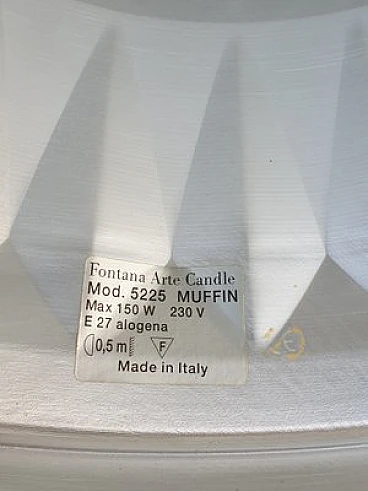 Fontana Arte Candle
Mod. 5225 MUFFIN
Max 150 W 230 V
E 27 alogena
0,5 m F
Made in Italy